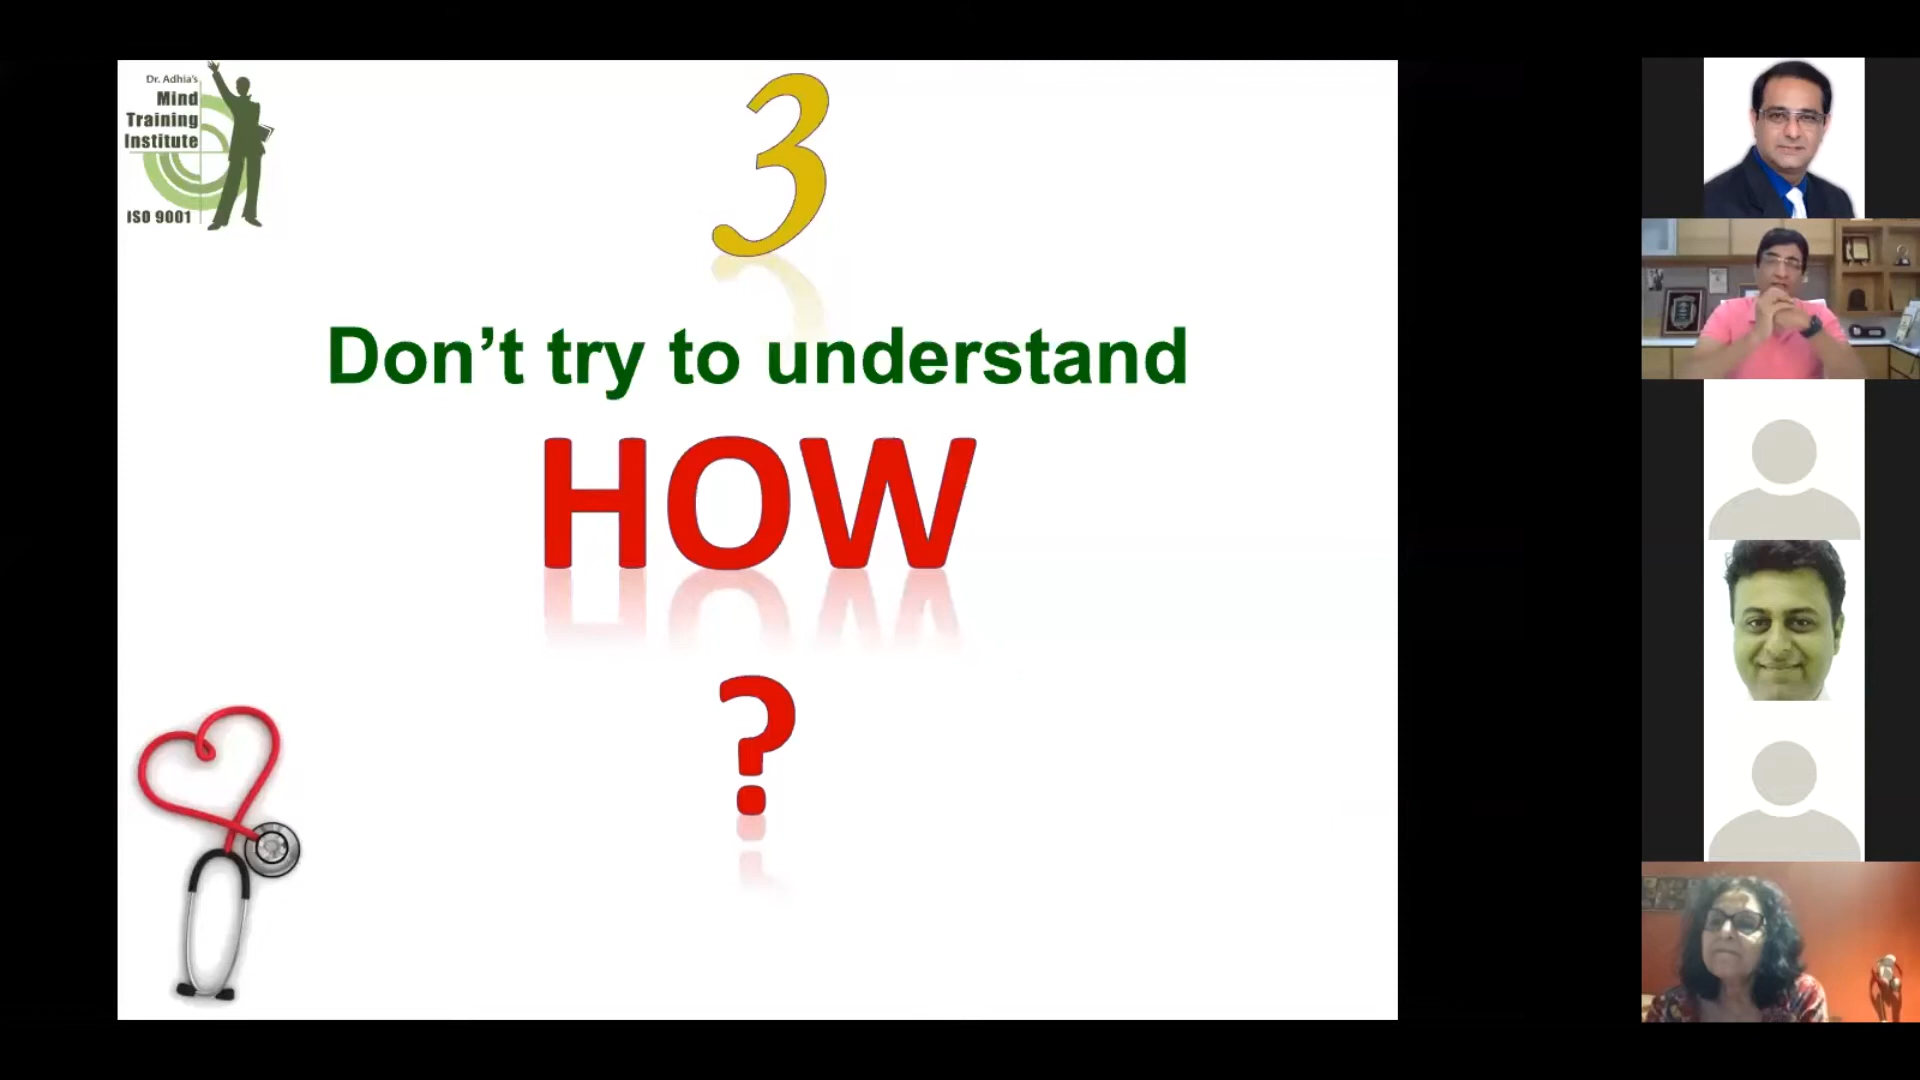 Dr. Adhia's
Mind
Training
Institute
ISO 9001
3
Don’t try to understand
HOW
?